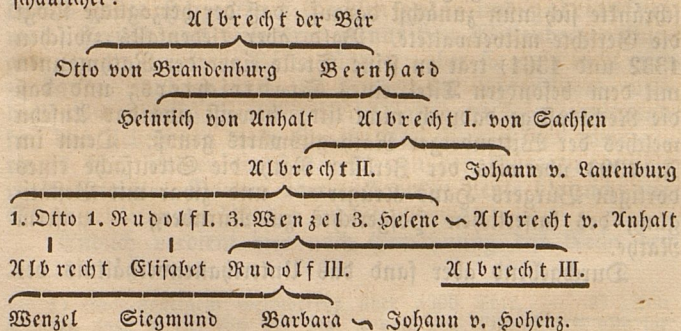 schaulicher:
Albrecht der Bär
Otto von Brandenburg Bernhard
Heinrich von Anhalt Albrecht I. von Sachsen
Albrecht II. Johann v. Lauenburg
1. Otto 1. Rudolf I. 3. Wenzel 3. Helene ~ Albrecht v. Anhalt
Albrecht Elisabet Rudolf III. Albrecht III.
Wenzel Siegmund Barbara ~ Johann v. Hohenz.